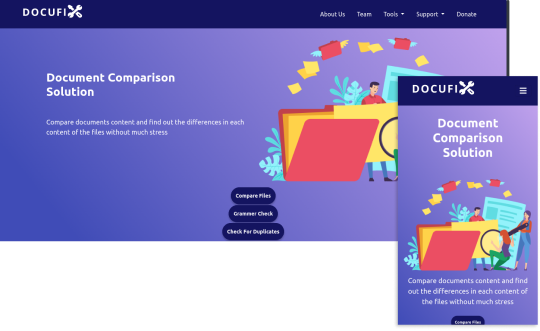 DOCUFIX
About Us Team Tools Support Donate
Document Comparison
Solution
Compare documents content and find out the differences in each
content of the files without much stress
Compare Files
Grammer Check
Check For Duplicates
DOCUFIX
Document
Comparison
Solution
Compare documents content and find
out the differences in each content of
the files without much stress
Compare Files